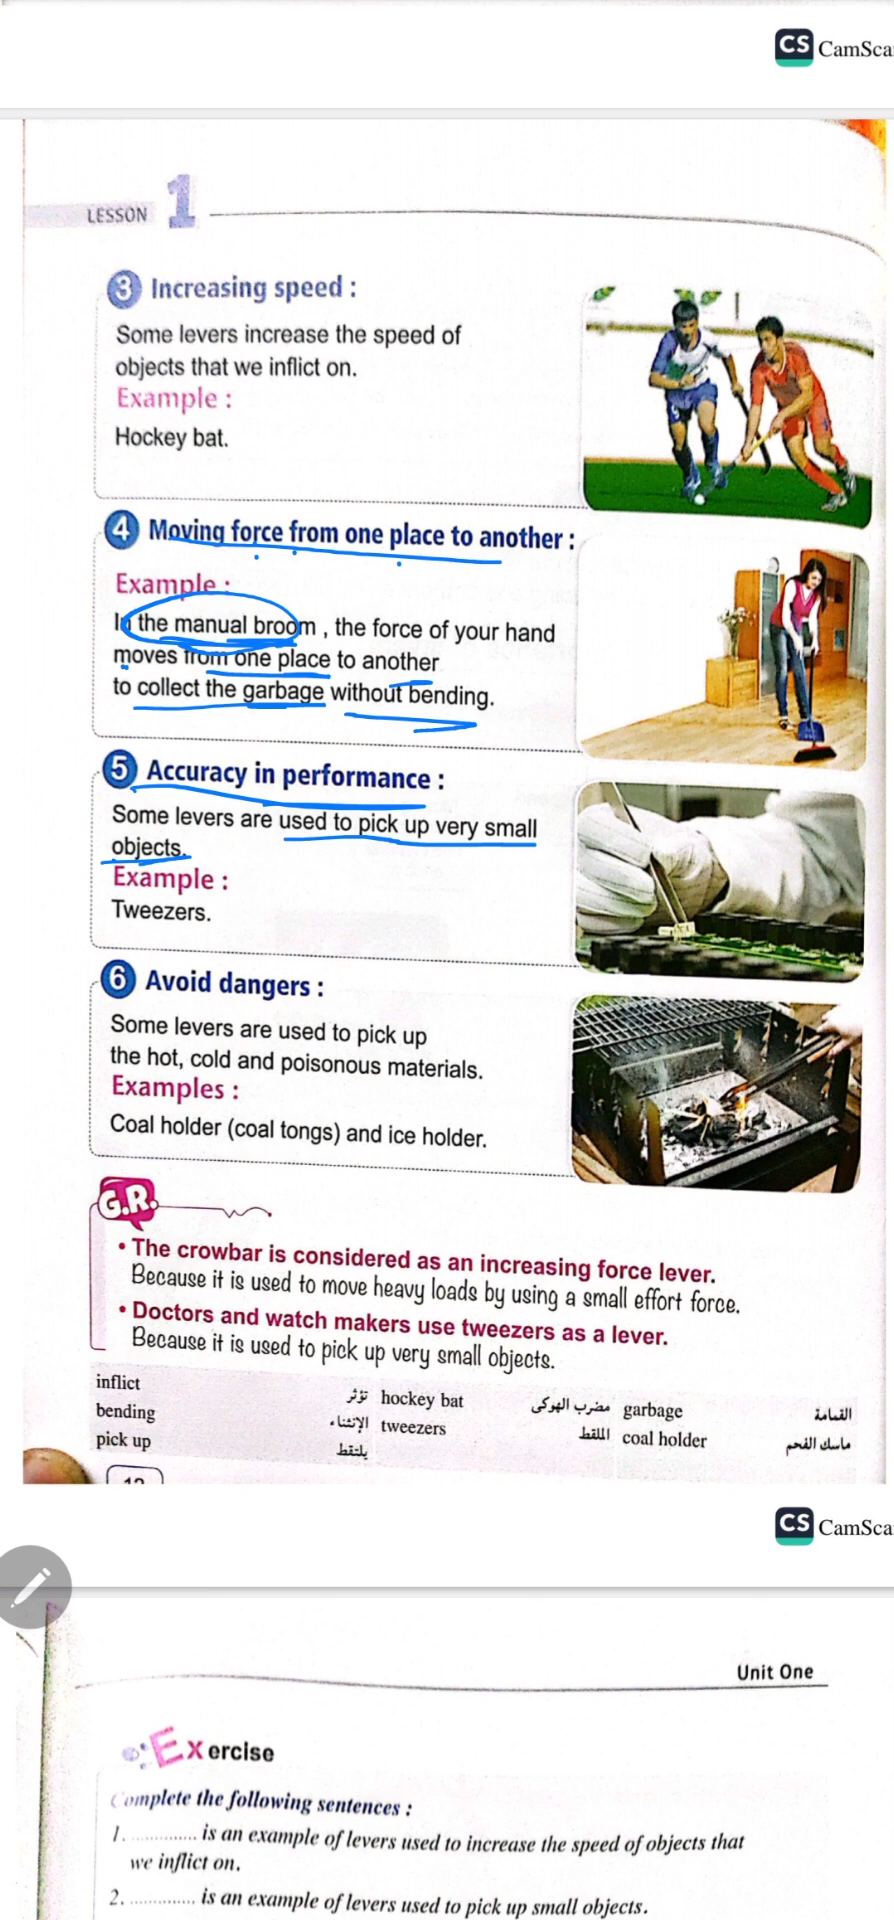 CS CamSca
LESSON 1
3 Increasing speed :
Some levers increase the speed of
objects that we inflict on.
Example :
Hockey bat.
4 Moving force from one place to another :
Example :
In the manual broom , the force of your hand
moves from one place to another
to collect the garbage without bending.
5 Accuracy in performance :
Some levers are used to pick up very small
objects.
Example :
Tweezers.
6 Avoid dangers :
Some levers are used to pick up
the hot, cold and poisonous materials.
Examples :
Coal holder (coal tongs) and ice holder.
G.R.
• The crowbar is considered as an increasing force lever.
Because it is used to move heavy loads by using a small effort force.
• Doctors and watch makers use tweezers as a lever.
Because it is used to pick up very small objects.
inflict تؤثر hockey bat مضرب الهوكى garbage القمامة
bending الإنثناء tweezers الملقط coal holder ماسك الفحم
pick up يلتقط
CS CamSca
Unit One
Exercise
Complete the following sentences :
1. .............. is an example of levers used to increase the speed of objects that
we inflict on.
2. .............. is an example of levers used to pick up small objects.